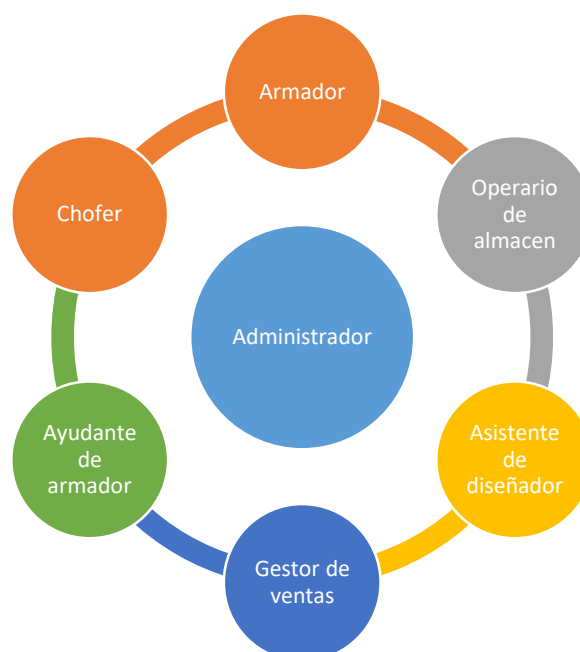 Armador
Operario
de
almacen
Asistente
de
diseñador
Gestor de
ventas
Ayudante
de
armador
Chofer
Administrador